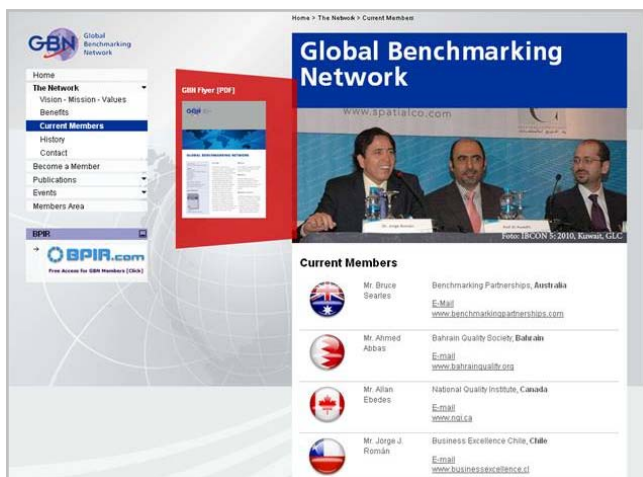 Home > The Network > Current Members
GBN
Global
Benchmarking
Network
Home
The Network
Vision - Mission - Values
Benefits
Current Members
History
Contact
Become a Member
Publications
Events
Members Area
BPIR
BPIR.com
Free Access for GBN Members [Click]
GBN Flyer [PDF]
GLOBAL BENCHMARKING NETWORK
Global Benchmarking
Network
www.spatialco.com
Foto: IBCON 5; 2010, Kuwait, GLC
Current Members
Mr. Bruce
Searles
Benchmarking Partnerships, Australia
E-Mail
www.benchmarkingpartnerships.com
Mr. Ahmed
Abbas
Bahrain Quality Society, Bahrain
E-mail
www.bahrainquality.org
Mr. Allan
Ebedes
National Quality Institute, Canada
E-mail
www.nqi.ca
Mr. Jorge J.
Román
Business Excellence Chile, Chile
E-mail
www.businessexcellence.cl